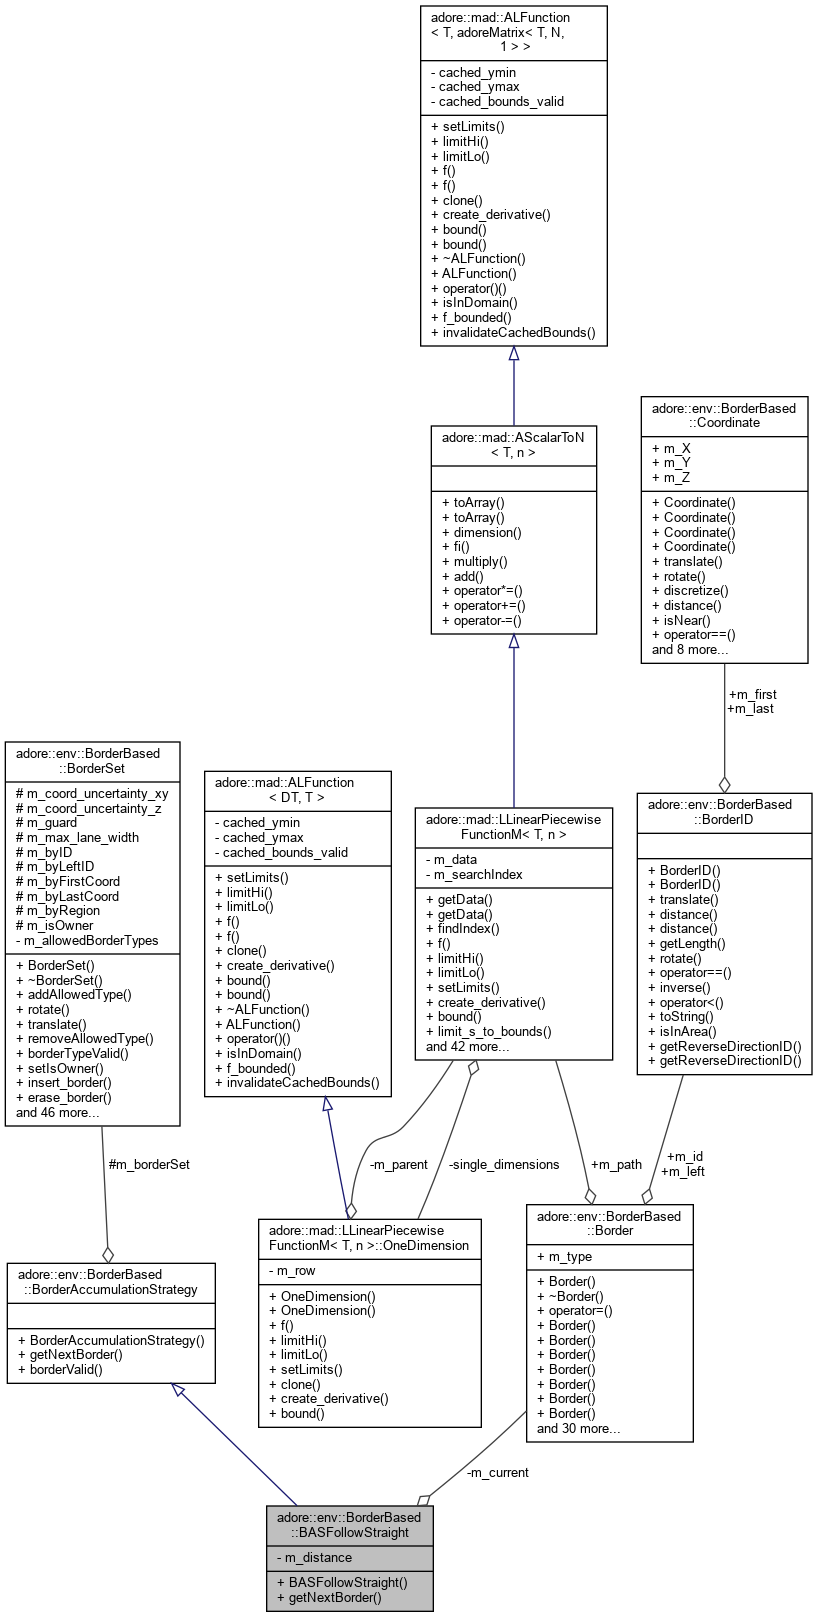 adore::mad::ALFunction
< T, adoreMatrix< T, N,
1 > >
- cached_ymin
- cached_ymax
- cached_bounds_valid
+ setLimits()
+ limitHi()
+ limitLo()
+ f()
+ f()
+ clone()
+ create_derivative()
+ bound()
+ bound()
+ ~ALFunction()
+ ALFunction()
+ operator()()
+ isInDomain()
+ f_bounded()
+ invalidateCachedBounds()
adore::mad::AScalarToN
< T, n >
+ toArray()
+ toArray()
+ dimension()
+ fi()
+ multiply()
+ add()
+ operator*=()
+ operator+=()
+ operator-=()
adore::env::BorderBased
::Coordinate
+ m_X
+ m_Y
+ m_Z
+ Coordinate()
+ Coordinate()
+ Coordinate()
+ Coordinate()
+ translate()
+ rotate()
+ discretize()
+ distance()
+ isNear()
+ operator==()
and 8 more...
+m_first
+m_last
adore::env::BorderBased
::BorderSet
# m_coord_uncertainty_xy
# m_coord_uncertainty_z
# m_guard
# m_max_lane_width
# m_byID
# m_byLeftID
# m_byFirstCoord
# m_byLastCoord
# m_byRegion
# m_isOwner
- m_allowedBorderTypes
+ BorderSet()
+ ~BorderSet()
+ addAllowedType()
+ rotate()
+ translate()
+ removeAllowedType()
+ borderTypeValid()
+ setIsOwner()
+ insert_border()
+ erase_border()
and 46 more...
adore::mad::ALFunction
< DT, T >
- cached_ymin
- cached_ymax
- cached_bounds_valid
+ setLimits()
+ limitHi()
+ limitLo()
+ f()
+ f()
+ clone()
+ create_derivative()
+ bound()
+ bound()
+ ~ALFunction()
+ ALFunction()
+ operator()()
+ isInDomain()
+ f_bounded()
+ invalidateCachedBounds()
adore::mad::LLinearPiecewise
FunctionM< T, n >
- m_data
- m_searchIndex
+ getData()
+ getData()
+ findIndex()
+ f()
+ limitHi()
+ limitLo()
+ setLimits()
+ create_derivative()
+ bound()
+ limit_s_to_bounds()
and 42 more...
adore::env::BorderBased
::BorderID
+ BorderID()
+ BorderID()
+ translate()
+ distance()
+ distance()
+ getLength()
+ rotate()
+ operator==()
+ inverse()
+ operator<()
+ toString()
+ isInArea()
+ getReverseDirectionID()
+ getReverseDirectionID()
#m_borderSet
-m_parent
-single_dimensions
+m_path
+m_id
+m_left
adore::env::BorderBased
::BorderAccumulationStrategy
+ BorderAccumulationStrategy()
+ getNextBorder()
+ borderValid()
adore::mad::LLinearPiecewise
FunctionM< T, n >::OneDimension
- m_row
+ OneDimension()
+ OneDimension()
+ f()
+ limitHi()
+ limitLo()
+ setLimits()
+ clone()
+ create_derivative()
+ bound()
adore::env::BorderBased
::Border
+ m_type
+ Border()
+ ~Border()
+ operator=()
+ Border()
+ Border()
+ Border()
+ Border()
+ Border()
+ Border()
+ Border()
and 30 more...
-m_current
adore::env::BorderBased
::BASFollowStraight
- m_distance
+ BASFollowStraight()
+ getNextBorder()